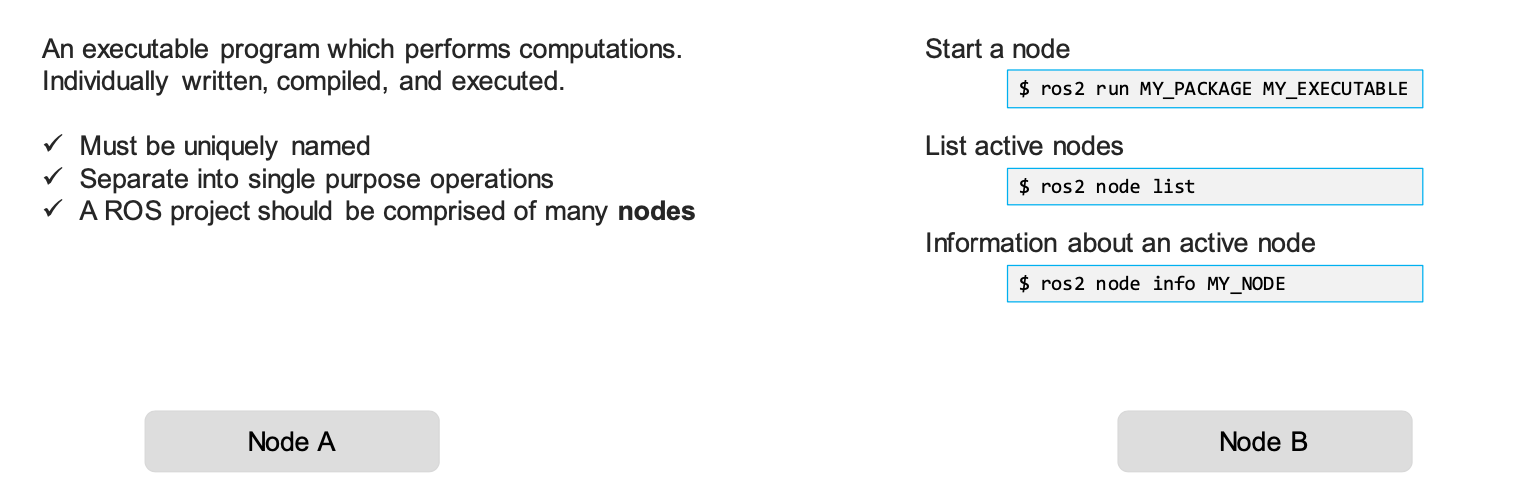 An executable program which performs computations.
Individually written, compiled, and executed.
✓ Must be uniquely named
✓ Separate into single purpose operations
✓ A ROS project should be comprised of many nodes
Start a node
$ ros2 run MY_PACKAGE MY_EXECUTABLE
List active nodes
$ ros2 node list
Information about an active node
$ ros2 node info MY_NODE
Node A
Node B